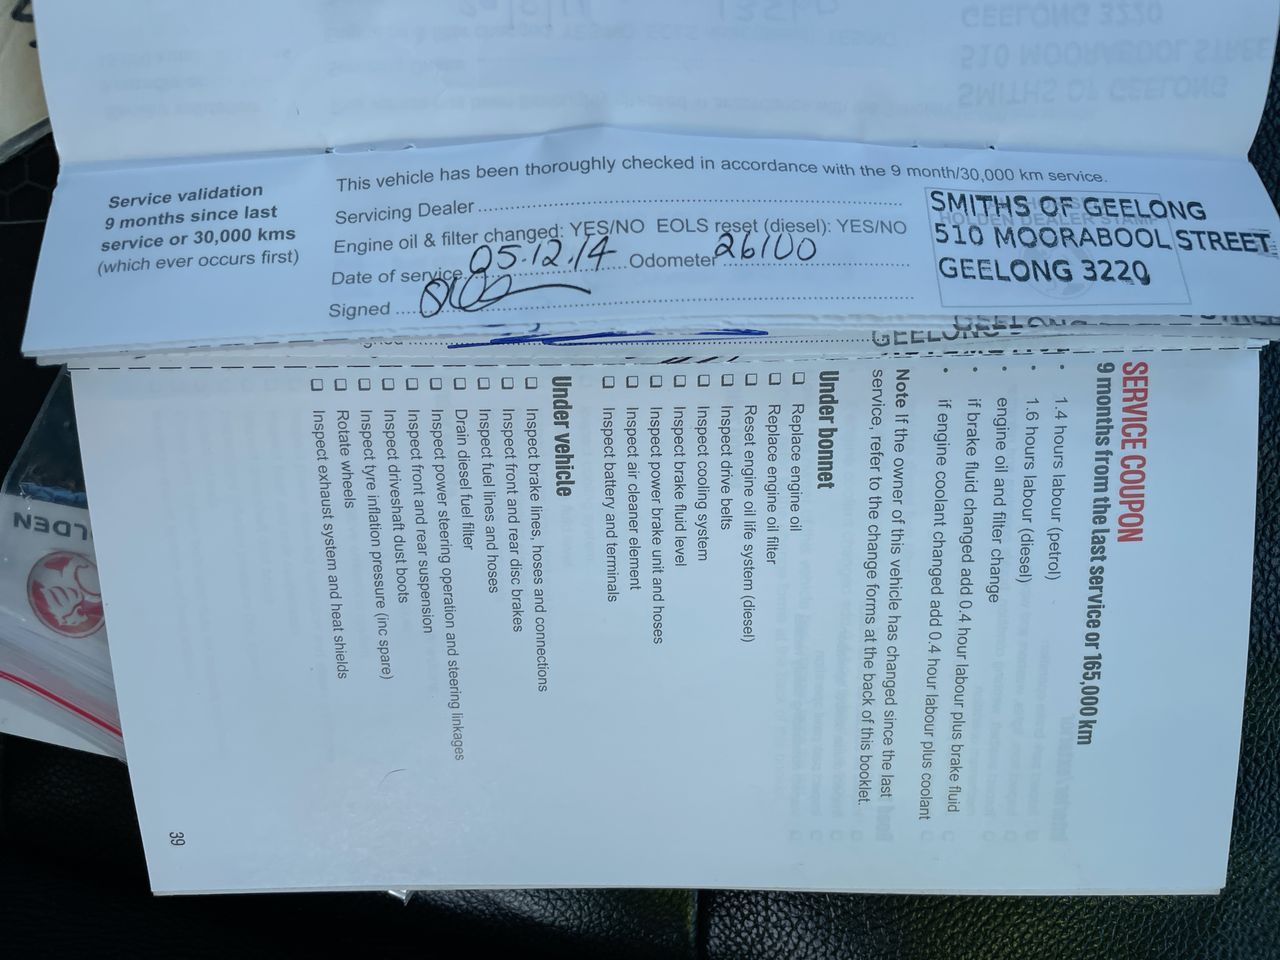 Service validation
9 months since last
service or 30,000 kms
(which ever occurs first)
This vehicle has been thoroughly checked in accordance with the 9 month/30,000 km service.
Servicing Dealer
Engine oil & filter changed: YES/NO EOLS reset (diesel): YES/NO
Date of service 05.12.14 Odometer 26100
Signed
HOLDEN DEALER STAMP
SMITHS OF GEELONG
510 MOORABOOL STREET
GEELONG 3220
GEELONG
SERVICE COUPON
9 months from the last service or 165,000 km
• 1.4 hours labour (petrol)
• 1.6 hours labour (diesel)
• engine oil and filter change
• if brake fluid changed add 0.4 hour labour plus brake fluid
• if engine coolant changed add 0.4 hour labour plus coolant
Note If the owner of this vehicle has changed since the last
service, refer to the change forms at the back of this booklet.
Under bonnet
Replace engine oil
Replace engine oil filter
Reset engine oil life system (diesel)
Inspect drive belts
Inspect cooling system
Inspect brake fluid level
Inspect power brake unit and hoses
Inspect air cleaner element
Inspect battery and terminals
Under vehicle
Inspect brake lines, hoses and connections
Inspect front and rear disc brakes
Inspect fuel lines and hoses
Drain diesel fuel filter
Inspect power steering operation and steering linkages
Inspect front and rear suspension
Inspect driveshaft dust boots
Inspect tyre inflation pressure (inc spare)
Rotate wheels
Inspect exhaust system and heat shields
39